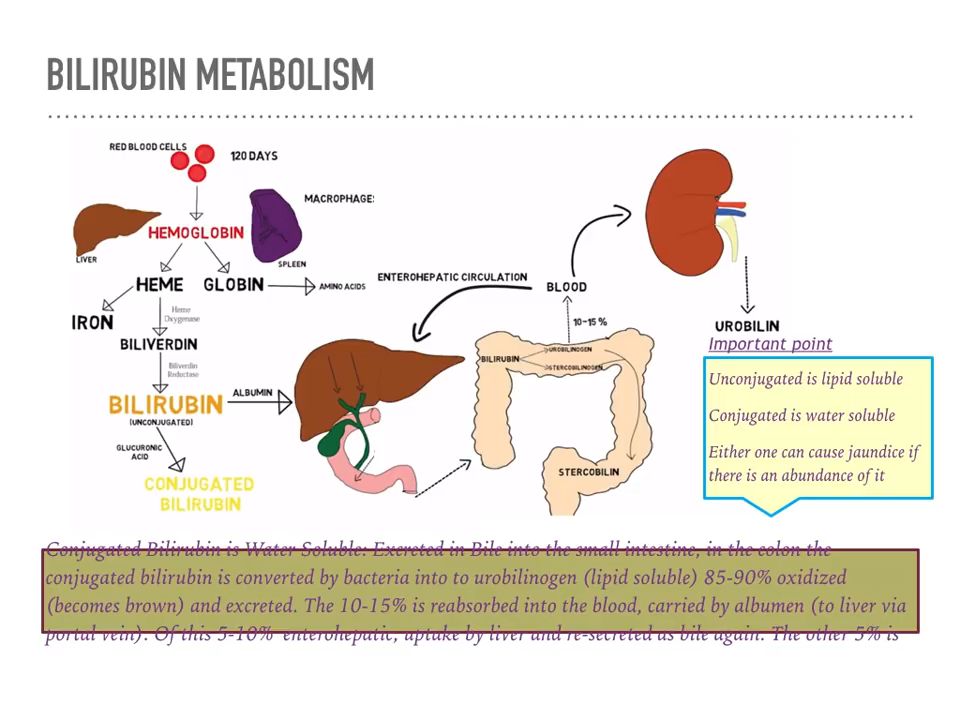 BILIRUBIN METABOLISM
RED BLOOD CELLS
120 DAYS
MACROPHAGE:
LIVER
HEMOGLOBIN
SPLEEN
HEME
GLOBIN
AMINO ACIDS
ENTEROHEPATIC CIRCULATION
BLOOD
IRON
Heme
Oxygenase
10-15%
UROBILIN
BILIVERDIN
Biliverdin
Reductase
BILIRUBIN
UROBILINOGEN
STERCOBILINOGEN
BILIRUBIN
(UNCONJUGATED)
ALBUMIN
GLUCURONIC
ACID
STERCOBILIN
CONJUGATED
BILIRUBIN
Important point
Unconjugated is lipid soluble
Conjugated is water soluble
Either one can cause jaundice if
there is an abundance of it
Conjugated Bilirubin is Water Soluble: Excreted in Bile into the small intestine, in the colon the
conjugated bilirubin is converted by bacteria into to urobilinogen (lipid soluble) 85-90% oxidized
(becomes brown) and excreted. The 10-15% is reabsorbed into the blood, carried by albumen (to liver via
portal vein). Of this 5-10% enterohepatic, uptake by liver and re-secreted as bile again. The other 5% is